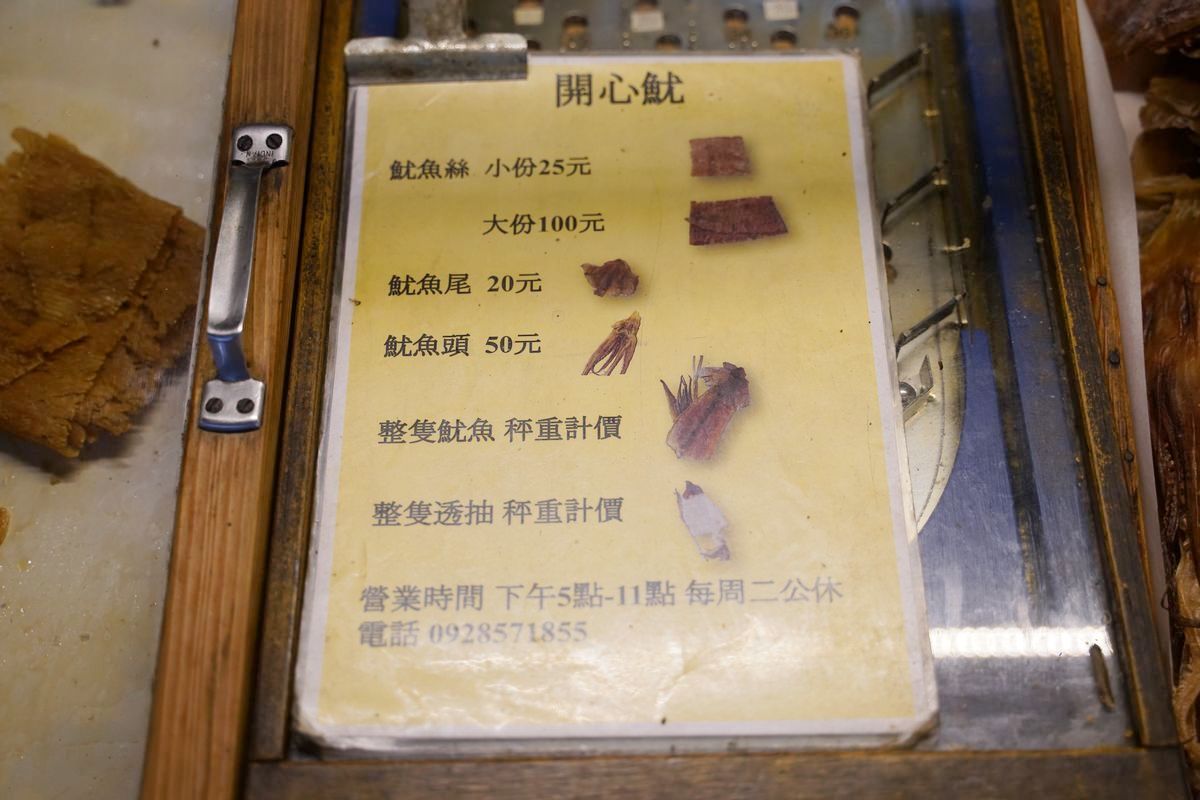 開心魷
魷魚絲 小份25元
大份100元
魷魚尾 20元
魷魚頭 50元
整隻魷魚 秤重計價
整隻透抽 秤重計價
營業時間 下午5點-11點 每周二公休
電話 0928571855